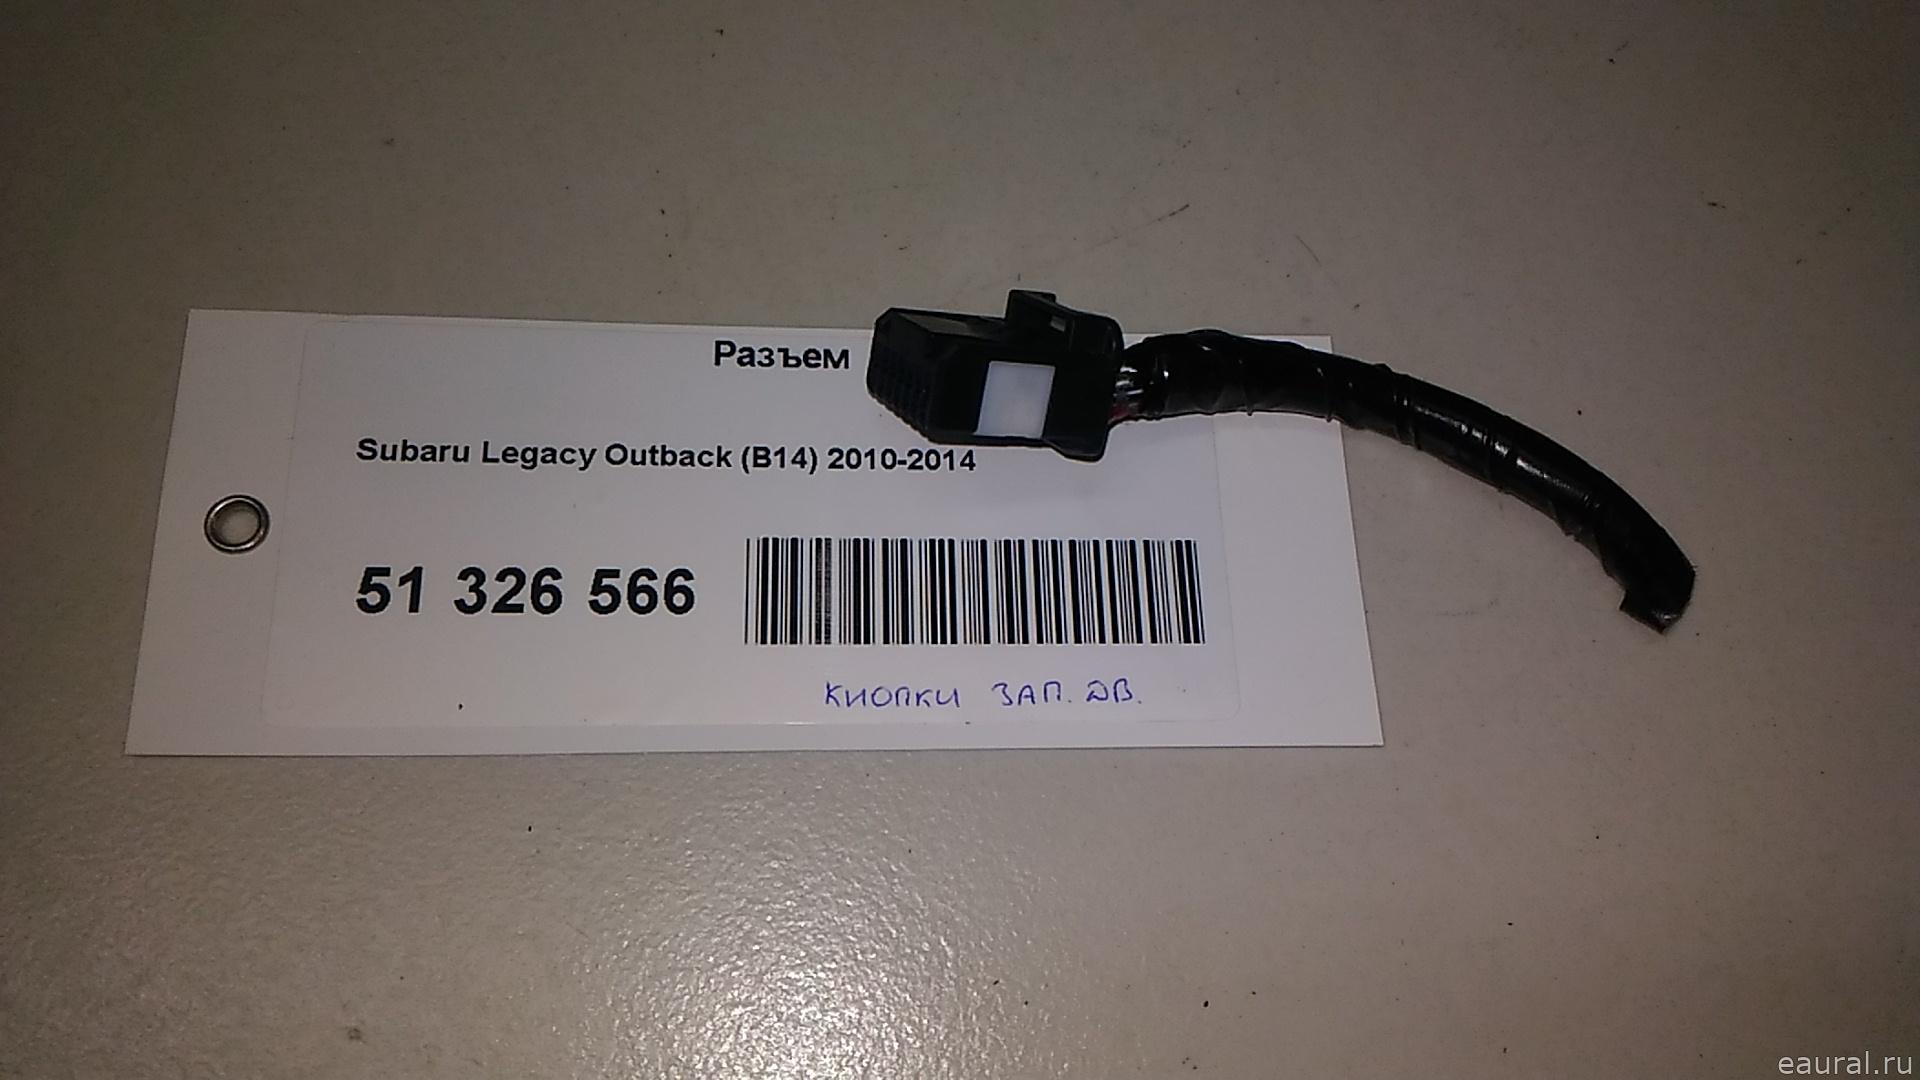 Разъем
Subaru Legacy Outback (B14) 2010-2014
51 326 566
КНОПКИ ЗАП. ДВ.
eaural.ru